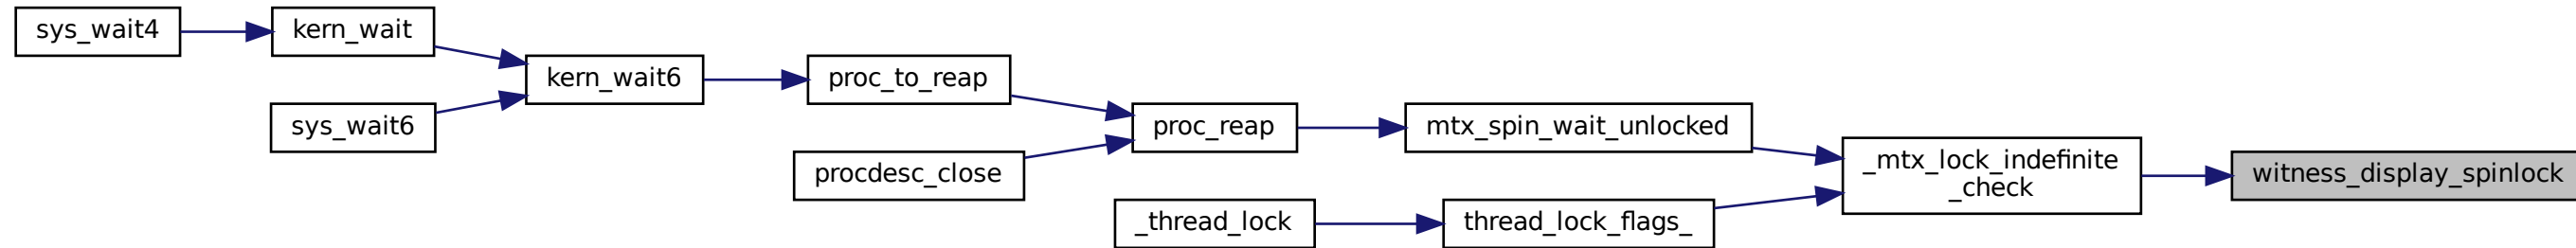 sys_wait4
kern_wait
sys_wait6
kern_wait6
proc_to_reap
procdesc_close
proc_reap
_thread_lock
mtx_spin_wait_unlocked
thread_lock_flags_
_mtx_lock_indefinite
_check
witness_display_spinlock